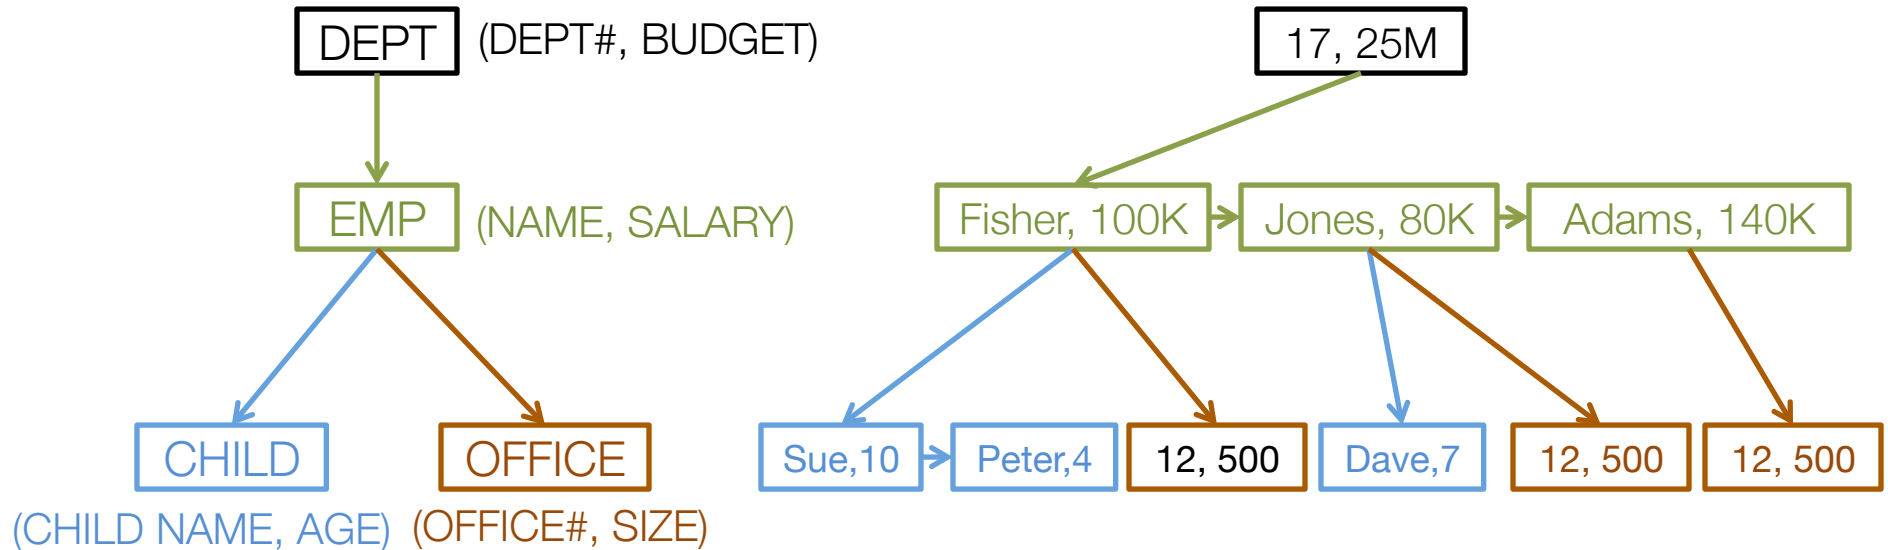 DEPT (DEPT#, BUDGET)
EMP (NAME, SALARY)
CHILD
OFFICE
(CHILD NAME, AGE) (OFFICE#, SIZE)
17, 25M
Fisher, 100K
Jones, 80K
Adams, 140K
Sue,10
Peter,4
12, 500
Dave,7
12, 500
12, 500